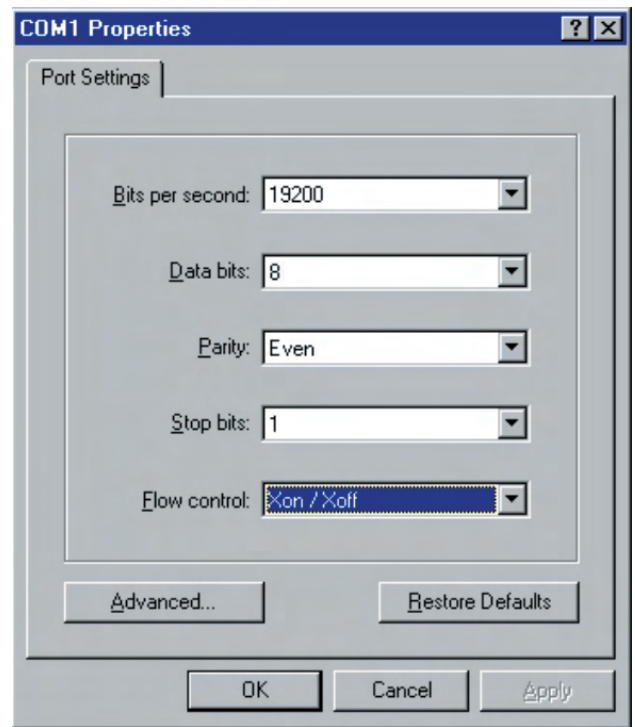 COM1 Properties
Port Settings
Bits per second: 19200
Data bits: 8
Parity: Even
Stop bits: 1
Flow control: Xon / Xoff
Advanced... Restore Defaults
OK Cancel Apply